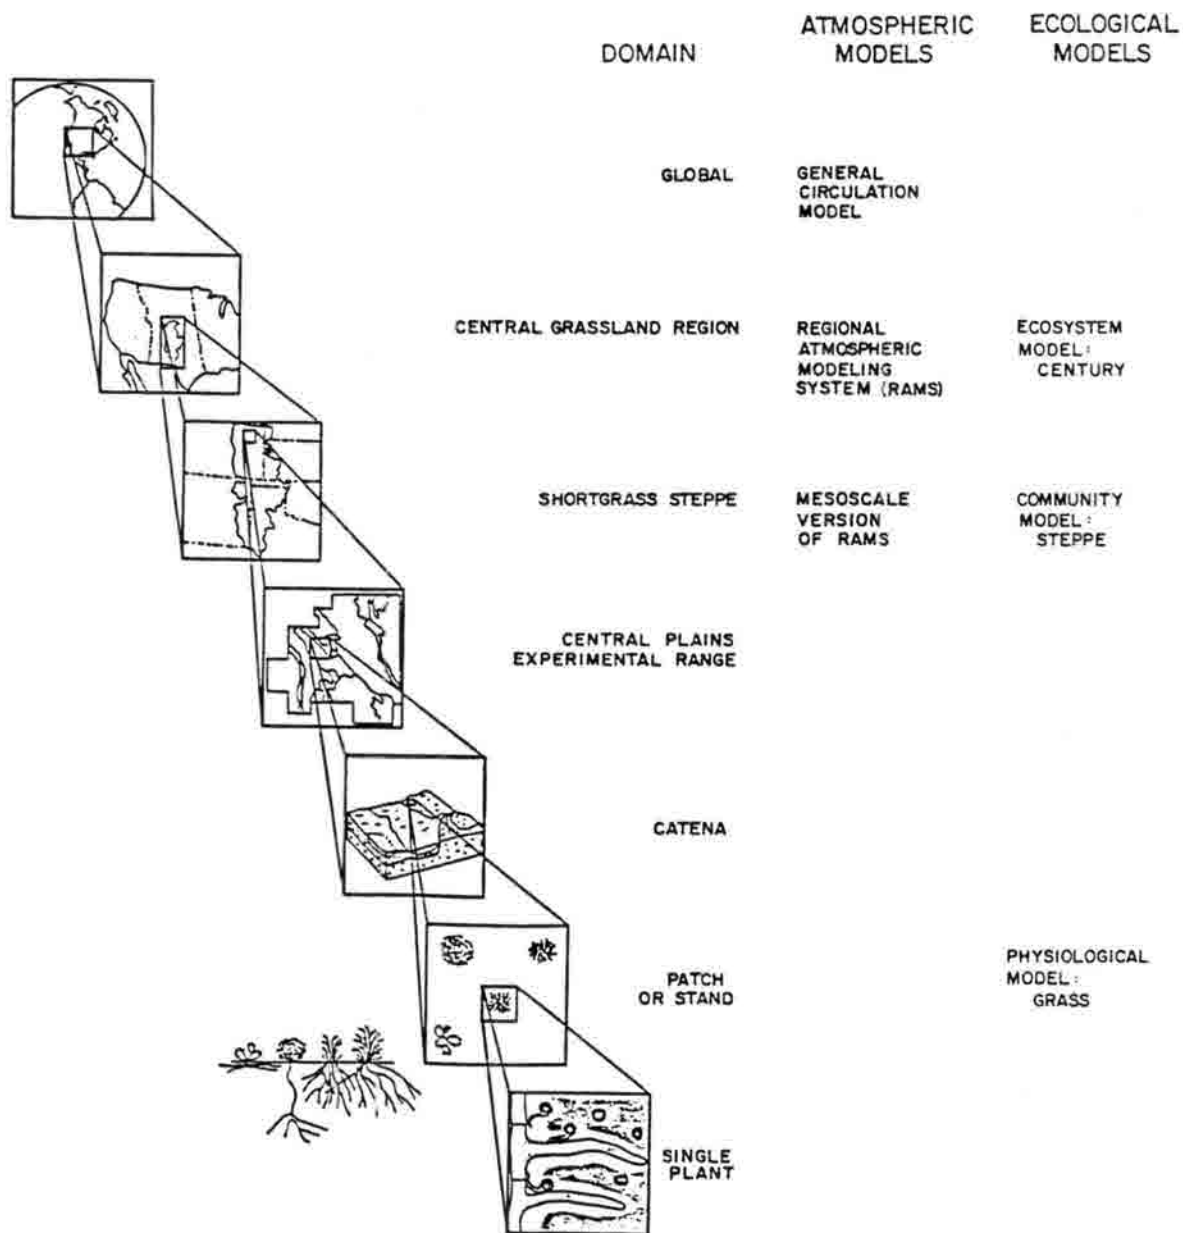 DOMAIN
ATMOSPHERIC
MODELS
ECOLOGICAL
MODELS
GLOBAL
GENERAL
CIRCULATION
MODEL
CENTRAL GRASSLAND REGION
REGIONAL
ATMOSPHERIC
MODELING
SYSTEM (RAMS)
ECOSYSTEM
MODEL:
CENTURY
SHORTGRASS STEPPE
MESOSCALE
VERSION
OF RAMS
COMMUNITY
MODEL:
STEPPE
CENTRAL PLAINS
EXPERIMENTAL RANGE
CATENA
PATCH
OR STAND
PHYSIOLOGICAL
MODEL:
GRASS
SINGLE
PLANT